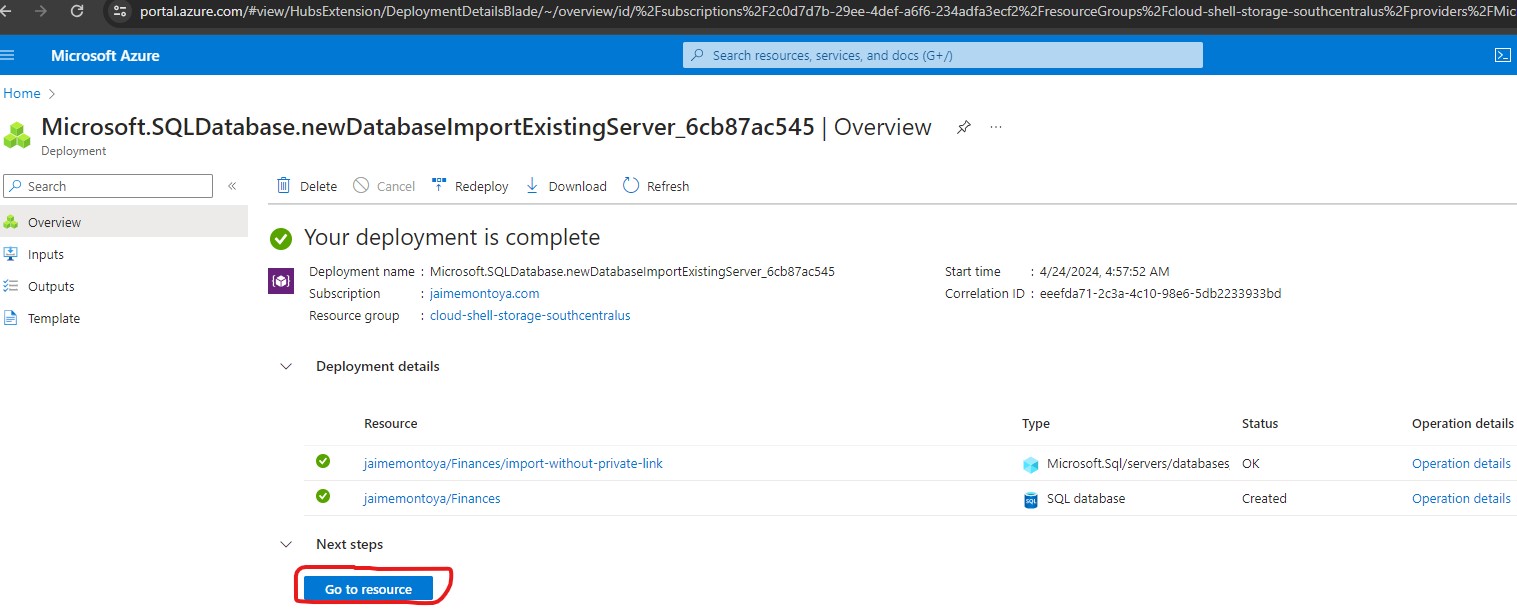 portal.azure.com/#view/HubsExtension/DeploymentDetailsBlade/~/overview/id/%2Fsubscriptions%2F2c0d7d7b-29ee-4def-a6f6-234adfa3ecf2%2FresourceGroups%2Fcloud-shell-storage-southcentralus%2Fproviders%2FMic
Microsoft Azure
Search resources, services, and docs (G+/)
Home
Microsoft.SQLDatabase.newDatabaseImportExistingServer_6cb87ac545 | Overview
Deployment
Search
Delete Cancel Redeploy Download Refresh
Overview
Inputs
Outputs
Template
Your deployment is complete
Deployment name : Microsoft.SQLDatabase.newDatabaseImportExistingServer_6cb87ac545
Subscription : jaimemontoya.com
Resource group : cloud-shell-storage-southcentralus
Start time : 4/24/2024, 4:57:52 AM
Correlation ID : eeefda71-2c3a-4c10-98e6-5db2233933bd
Deployment details
Resource Type Status Operation details
jaimemontoya/Finances/import-without-private-link Microsoft.Sql/servers/databases OK Operation details
jaimemontoya/Finances SQL database Created Operation details
Next steps
Go to resource